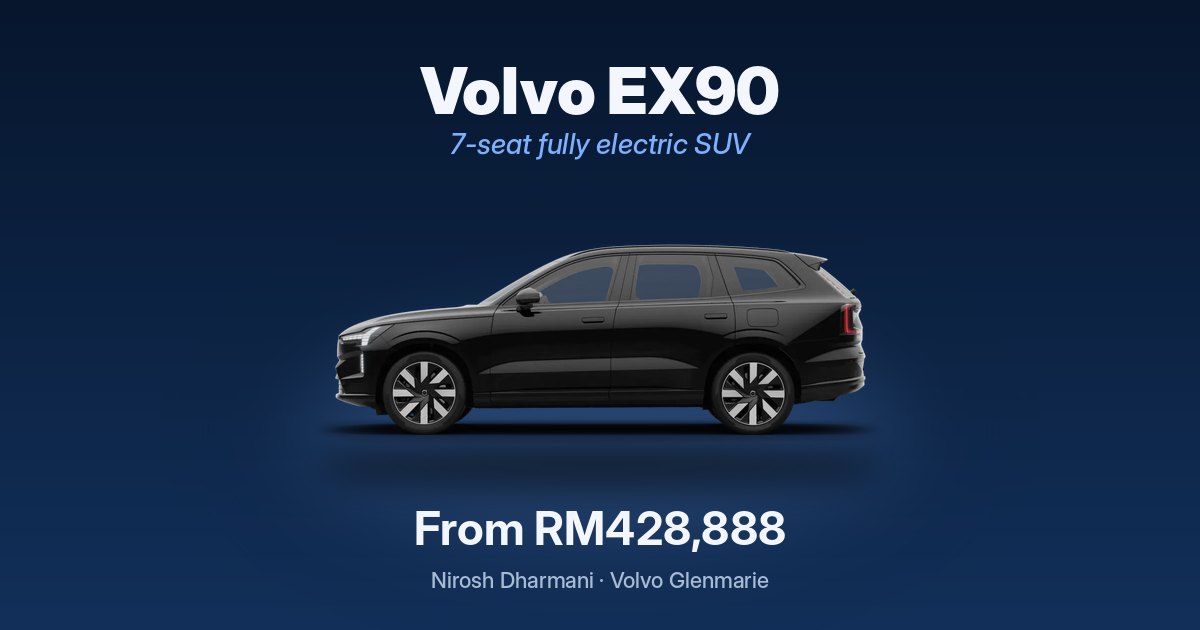 Volvo EX90
7-seat fully electric SUV
From RM428,888
Nirosh Dharmani · Volvo Glenmarie